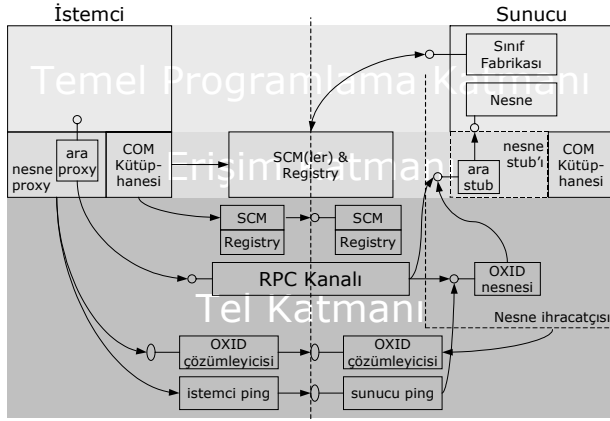 İstemci
Sunucu
Temel Programlama Katmanı
Sınıf
Fabrikası
Nesne
nesne
proxy
ara
proxy
COM
Kütüp-
hanesi
SCM(ler) &
Registry
Erişim Katmanı
ara
stub
nesne
stub'ı
COM
Kütüp-
hanesi
SCM
Registry
SCM
Registry
RPC Kanalı
OXID
nesnesi
Tel Katmanı
Nesne ihracatçısı
OXID
çözümleyicisi
OXID
çözümleyicisi
istemci ping
sunucu ping